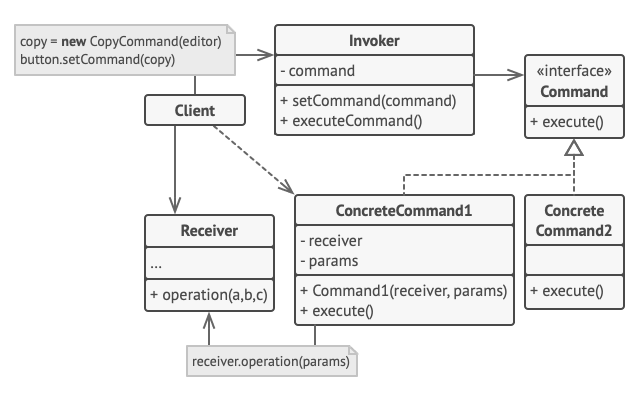 copy = new CopyCommand(editor)
button.setCommand(copy)
Client
Invoker
- command
+ setCommand(command)
+ executeCommand()
«interface»
Command
+ execute()
Receiver
...
+ operation(a,b,c)
ConcreteCommand1
- receiver
- params
+ Command1(receiver, params)
+ execute()
Concrete
Command2
+ execute()
receiver.operation(params)